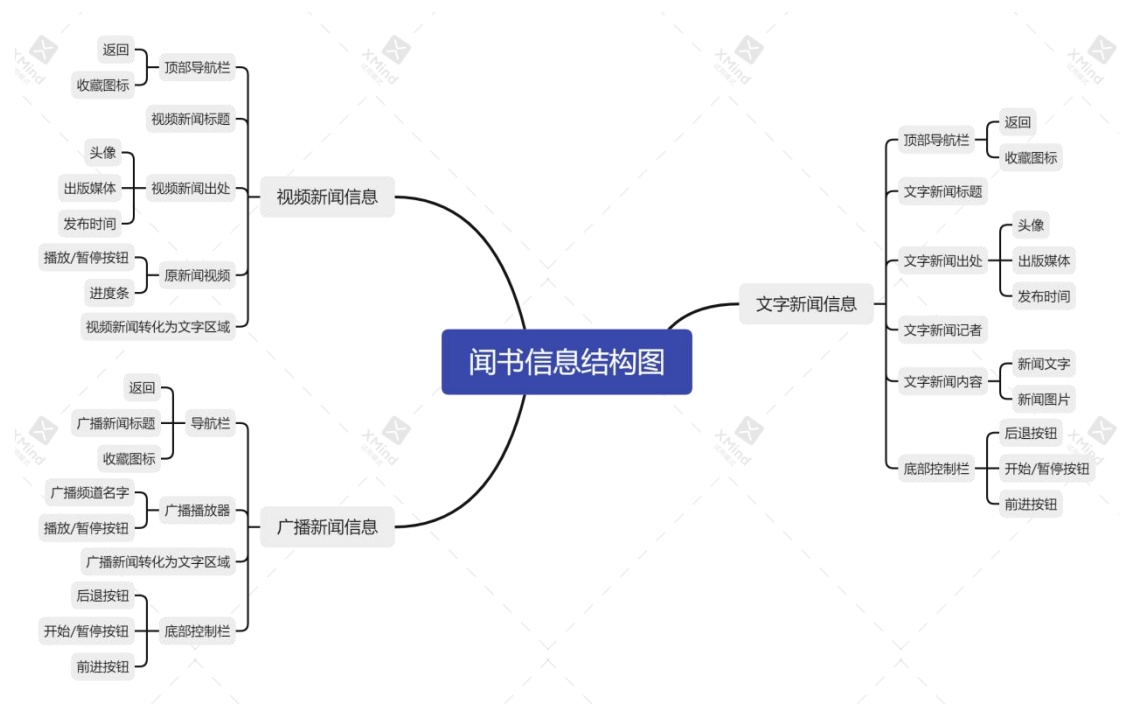 闻书信息结构图
文字新闻信息
顶部导航栏
返回
收藏图标
文字新闻标题
文字新闻出处
头像
出版媒体
发布时间
文字新闻记者
文字新闻内容
新闻文字
新闻图片
底部控制栏
后退按钮
开始/暂停按钮
前进按钮
视频新闻信息
顶部导航栏
返回
收藏图标
视频新闻标题
视频新闻出处
头像
出版媒体
发布时间
原新闻视频
播放/暂停按钮
进度条
视频新闻转化为文字区域
广播新闻信息
导航栏
返回
广播新闻标题
收藏图标
广播播放器
广播频道名字
播放/暂停按钮
广播新闻转化为文字区域
底部控制栏
后退按钮
开始/暂停按钮
前进按钮
XMind
XMind
XMind
XMind
XMind
XMind
XMind
XMind